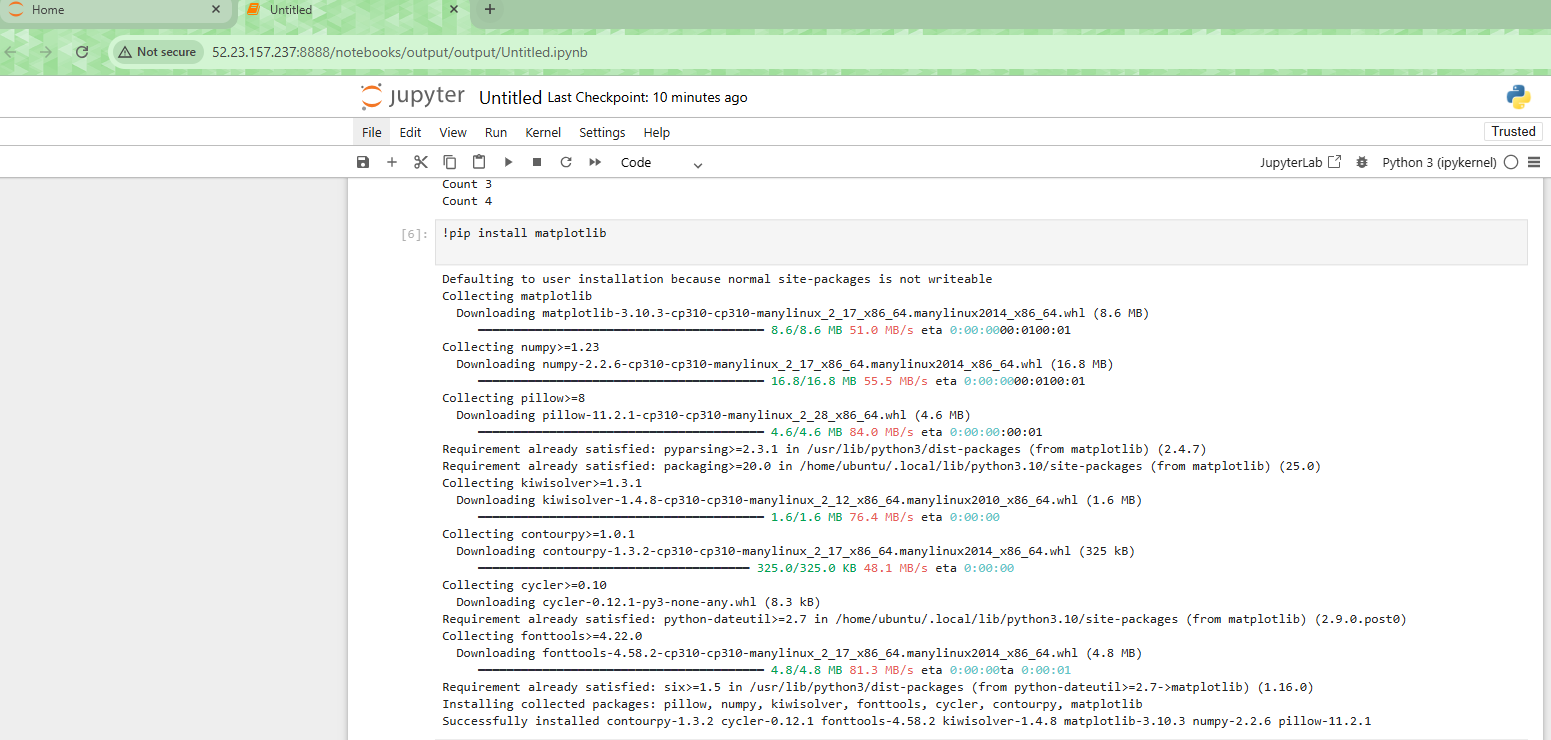 Home
Untitled
Not secure
52.23.157.237:8888/notebooks/output/output/Untitled.ipynb
jupyter Untitled Last Checkpoint: 10 minutes ago
File Edit View Run Kernel Settings Help
Trusted
Code
JupyterLab
Python 3 (ipykernel)
Count 3
Count 4
[6]: !pip install matplotlib
Defaulting to user installation because normal site-packages is not writeable
Collecting matplotlib
Downloading matplotlib-3.10.3-cp310-cp310-manylinux_2_17_x86_64.manylinux2014_x86_64.whl (8.6 MB)
8.6/8.6 MB 51.0 MB/s eta 0:00:0000:0100:01
Collecting numpy>=1.23
Downloading numpy-2.2.6-cp310-cp310-manylinux_2_17_x86_64.manylinux2014_x86_64.whl (16.8 MB)
16.8/16.8 MB 55.5 MB/s eta 0:00:0000:0100:01
Collecting pillow>=8
Downloading pillow-11.2.1-cp310-cp310-manylinux_2_28_x86_64.whl (4.6 MB)
4.6/4.6 MB 84.0 MB/s eta 0:00:00:00:01
Requirement already satisfied: pyparsing>=2.3.1 in /usr/lib/python3/dist-packages (from matplotlib) (2.4.7)
Requirement already satisfied: packaging>=20.0 in /home/ubuntu/.local/lib/python3.10/site-packages (from matplotlib) (25.0)
Collecting kiwisolver>=1.3.1
Downloading kiwisolver-1.4.8-cp310-cp310-manylinux_2_12_x86_64.manylinux2010_x86_64.whl (1.6 MB)
1.6/1.6 MB 76.4 MB/s eta 0:00:00
Collecting contourpy>=1.0.1
Downloading contourpy-1.3.2-cp310-cp310-manylinux_2_17_x86_64.manylinux2014_x86_64.whl (325 kB)
325.0/325.0 KB 48.1 MB/s eta 0:00:00
Collecting cycler>=0.10
Downloading cycler-0.12.1-py3-none-any.whl (8.3 kB)
Requirement already satisfied: python-dateutil>=2.7 in /home/ubuntu/.local/lib/python3.10/site-packages (from matplotlib) (2.9.0.post0)
Collecting fonttools>=4.22.0
Downloading fonttools-4.58.2-cp310-cp310-manylinux_2_17_x86_64.manylinux2014_x86_64.whl (4.8 MB)
4.8/4.8 MB 81.3 MB/s eta 0:00:00ta 0:00:01
Requirement already satisfied: six>=1.5 in /usr/lib/python3/dist-packages (from python-dateutil>=2.7->matplotlib) (1.16.0)
Installing collected packages: pillow, numpy, kiwisolver, fonttools, cycler, contourpy, matplotlib
Successfully installed contourpy-1.3.2 cycler-0.12.1 fonttools-4.58.2 kiwisolver-1.4.8 matplotlib-3.10.3 numpy-2.2.6 pillow-11.2.1